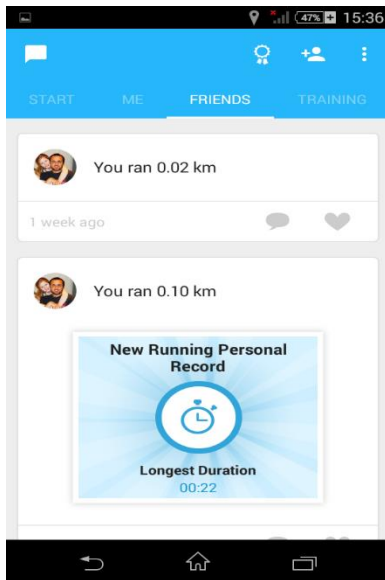 47% 15:36
START ME FRIENDS TRAINING
You ran 0.02 km
1 week ago
You ran 0.10 km
New Running Personal
Record
Longest Duration
00:22